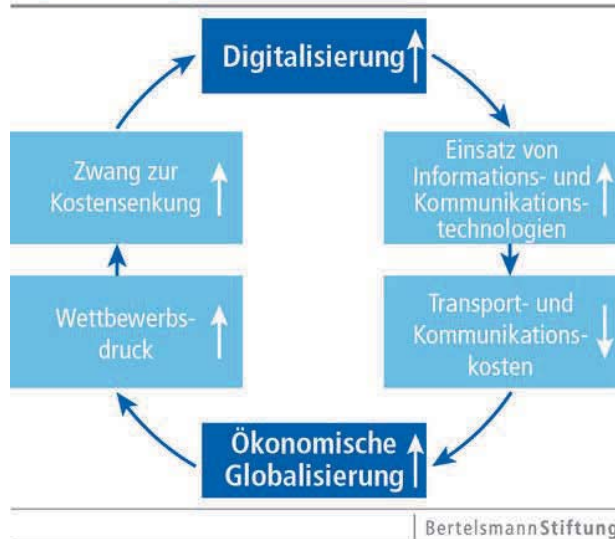 Digitalisierung
Einsatz von
Informations- und
Kommunikations-
technologien
Transport- und
Kommunikations-
kosten
Ökonomische
Globalisierung
Wettbewerbs-
druck
Zwang zur
Kostensenkung
BertelsmannStiftung